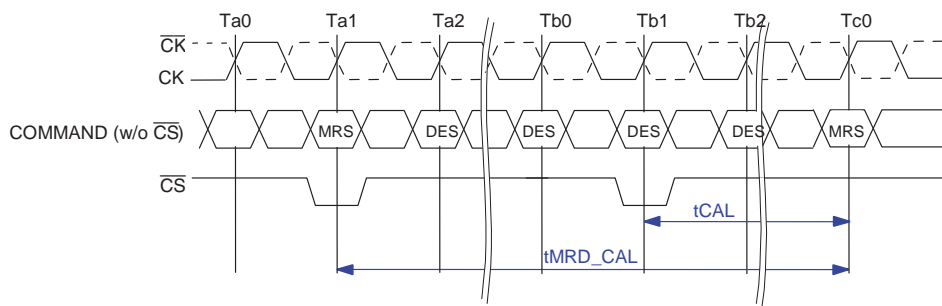 Ta0 Ta1 Ta2 Tb0 Tb1 Tb2 Tc0
CK
CK
COMMAND (w/o CS) MRS DES DES DES DES MRS
CS
tCAL
tMRD_CAL